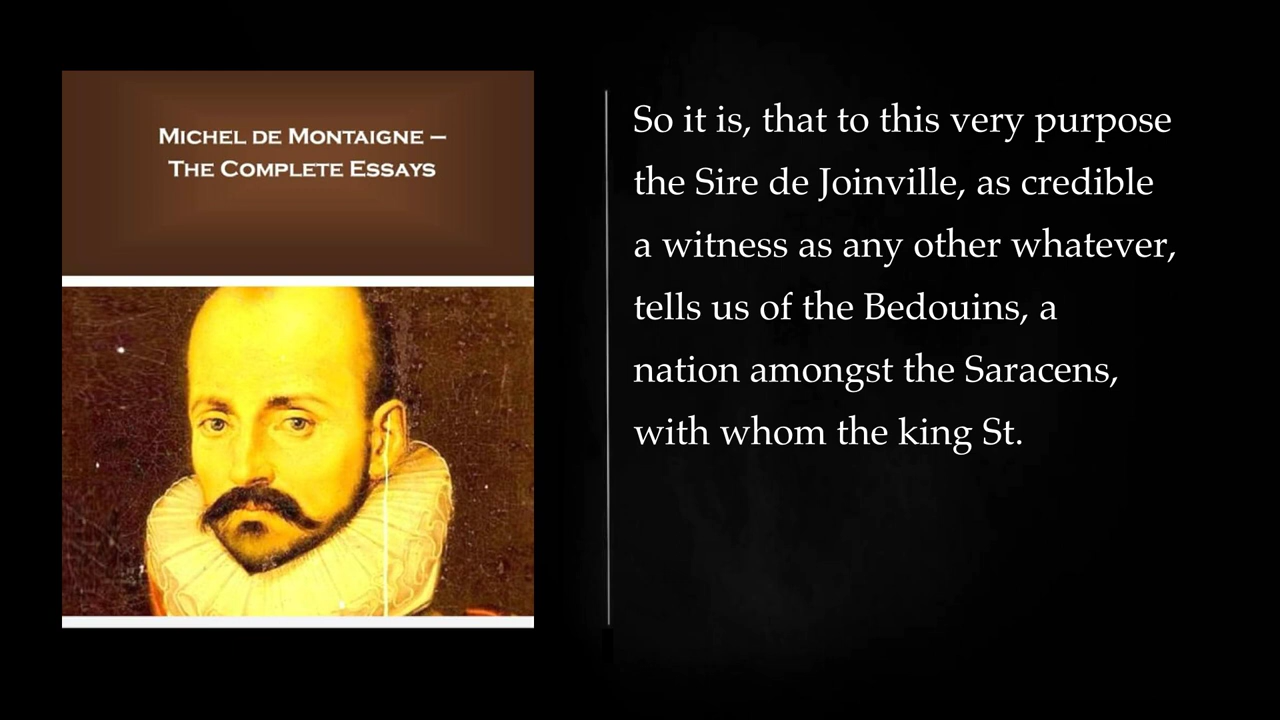 MICHEL DE MONTAIGNE –
THE COMPLETE ESSAYS
So it is, that to this very purpose
the Sire de Joinville, as credible
a witness as any other whatever,
tells us of the Bedouins, a
nation amongst the Saracens,
with whom the king St.